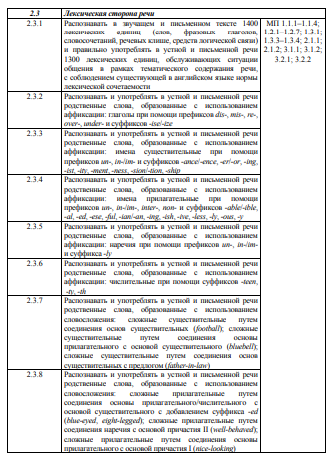 2.3 Лексическая сторона речи
2.3.1 Распознавать в звучащем и письменном тексте 1400 МП 1.1.1–1.1.4;
лексических единиц (слов, фразовых глаголов, 1.2.1–1.2.7; 1.3.1;
словосочетаний, речевых клише, средств логической связи) 1.3.3–1.3.4; 2.1.1;
и правильно употреблять в устной и письменной речи 2.1.2; 3.1.1; 3.1.2;
1300 лексических единиц, обслуживающих ситуации 3.2.1; 3.2.2
общения в рамках тематического содержания речи,
с соблюдением существующей в английском языке нормы
лексической сочетаемости
2.3.2 Распознавать и употреблять в устной и письменной речи
родственные слова, образованные с использованием
аффиксации: глаголы при помощи префиксов dis-, mis-, re-,
over-, under- и суффиксов -ise/-ize
2.3.3 Распознавать и употреблять в устной и письменной речи
родственные слова, образованные с использованием
аффиксации: имена существительные при помощи
префиксов un-, in-/im- и суффиксов -ance/-ence, -er/-or, -ing,
-ist, -ity, -ment, -ness, -sion/-tion, -ship
2.3.4 Распознавать и употреблять в устной и письменной речи
родственные слова, образованные с использованием
аффиксации: имена прилагательные при помощи
префиксов un-, in-/im-, inter-, non- и суффиксов -able/-ible,
-al, -ed, -ese, -ful, -ian/-an, -ing, -ish, -ive, -less, -ly, -ous, -y
2.3.5 Распознавать и употреблять в устной и письменной речи
родственные слова, образованные с использованием
аффиксации: наречия при помощи префиксов un-, in-/im-
и суффикса -ly
2.3.6 Распознавать и употреблять в устной и письменной речи
родственные слова, образованные с использованием
аффиксации: числительные при помощи суффиксов -teen,
-ty, -th
2.3.7 Распознавать и употреблять в устной и письменной речи
родственные слова, образованные с использованием
словосложения: сложные существительные путем
соединения основ существительных (football); сложные
существительные путем соединения основы
прилагательного с основой существительного (bluebell);
сложные существительные путем соединения основ
существительных с предлогом (father-in-law)
2.3.8 Распознавать и употреблять в устной и письменной речи
родственные слова, образованные с использованием
словосложения: сложные прилагательные путем
соединения основы прилагательного/числительного с
основой существительного с добавлением суффикса -ed
(blue-eyed, eight-legged); сложные прилагательные путем
соединения наречия с основой причастия II (well-behaved);
сложные прилагательные путем соединения основы
прилагательного с основой причастия I (nice-looking)